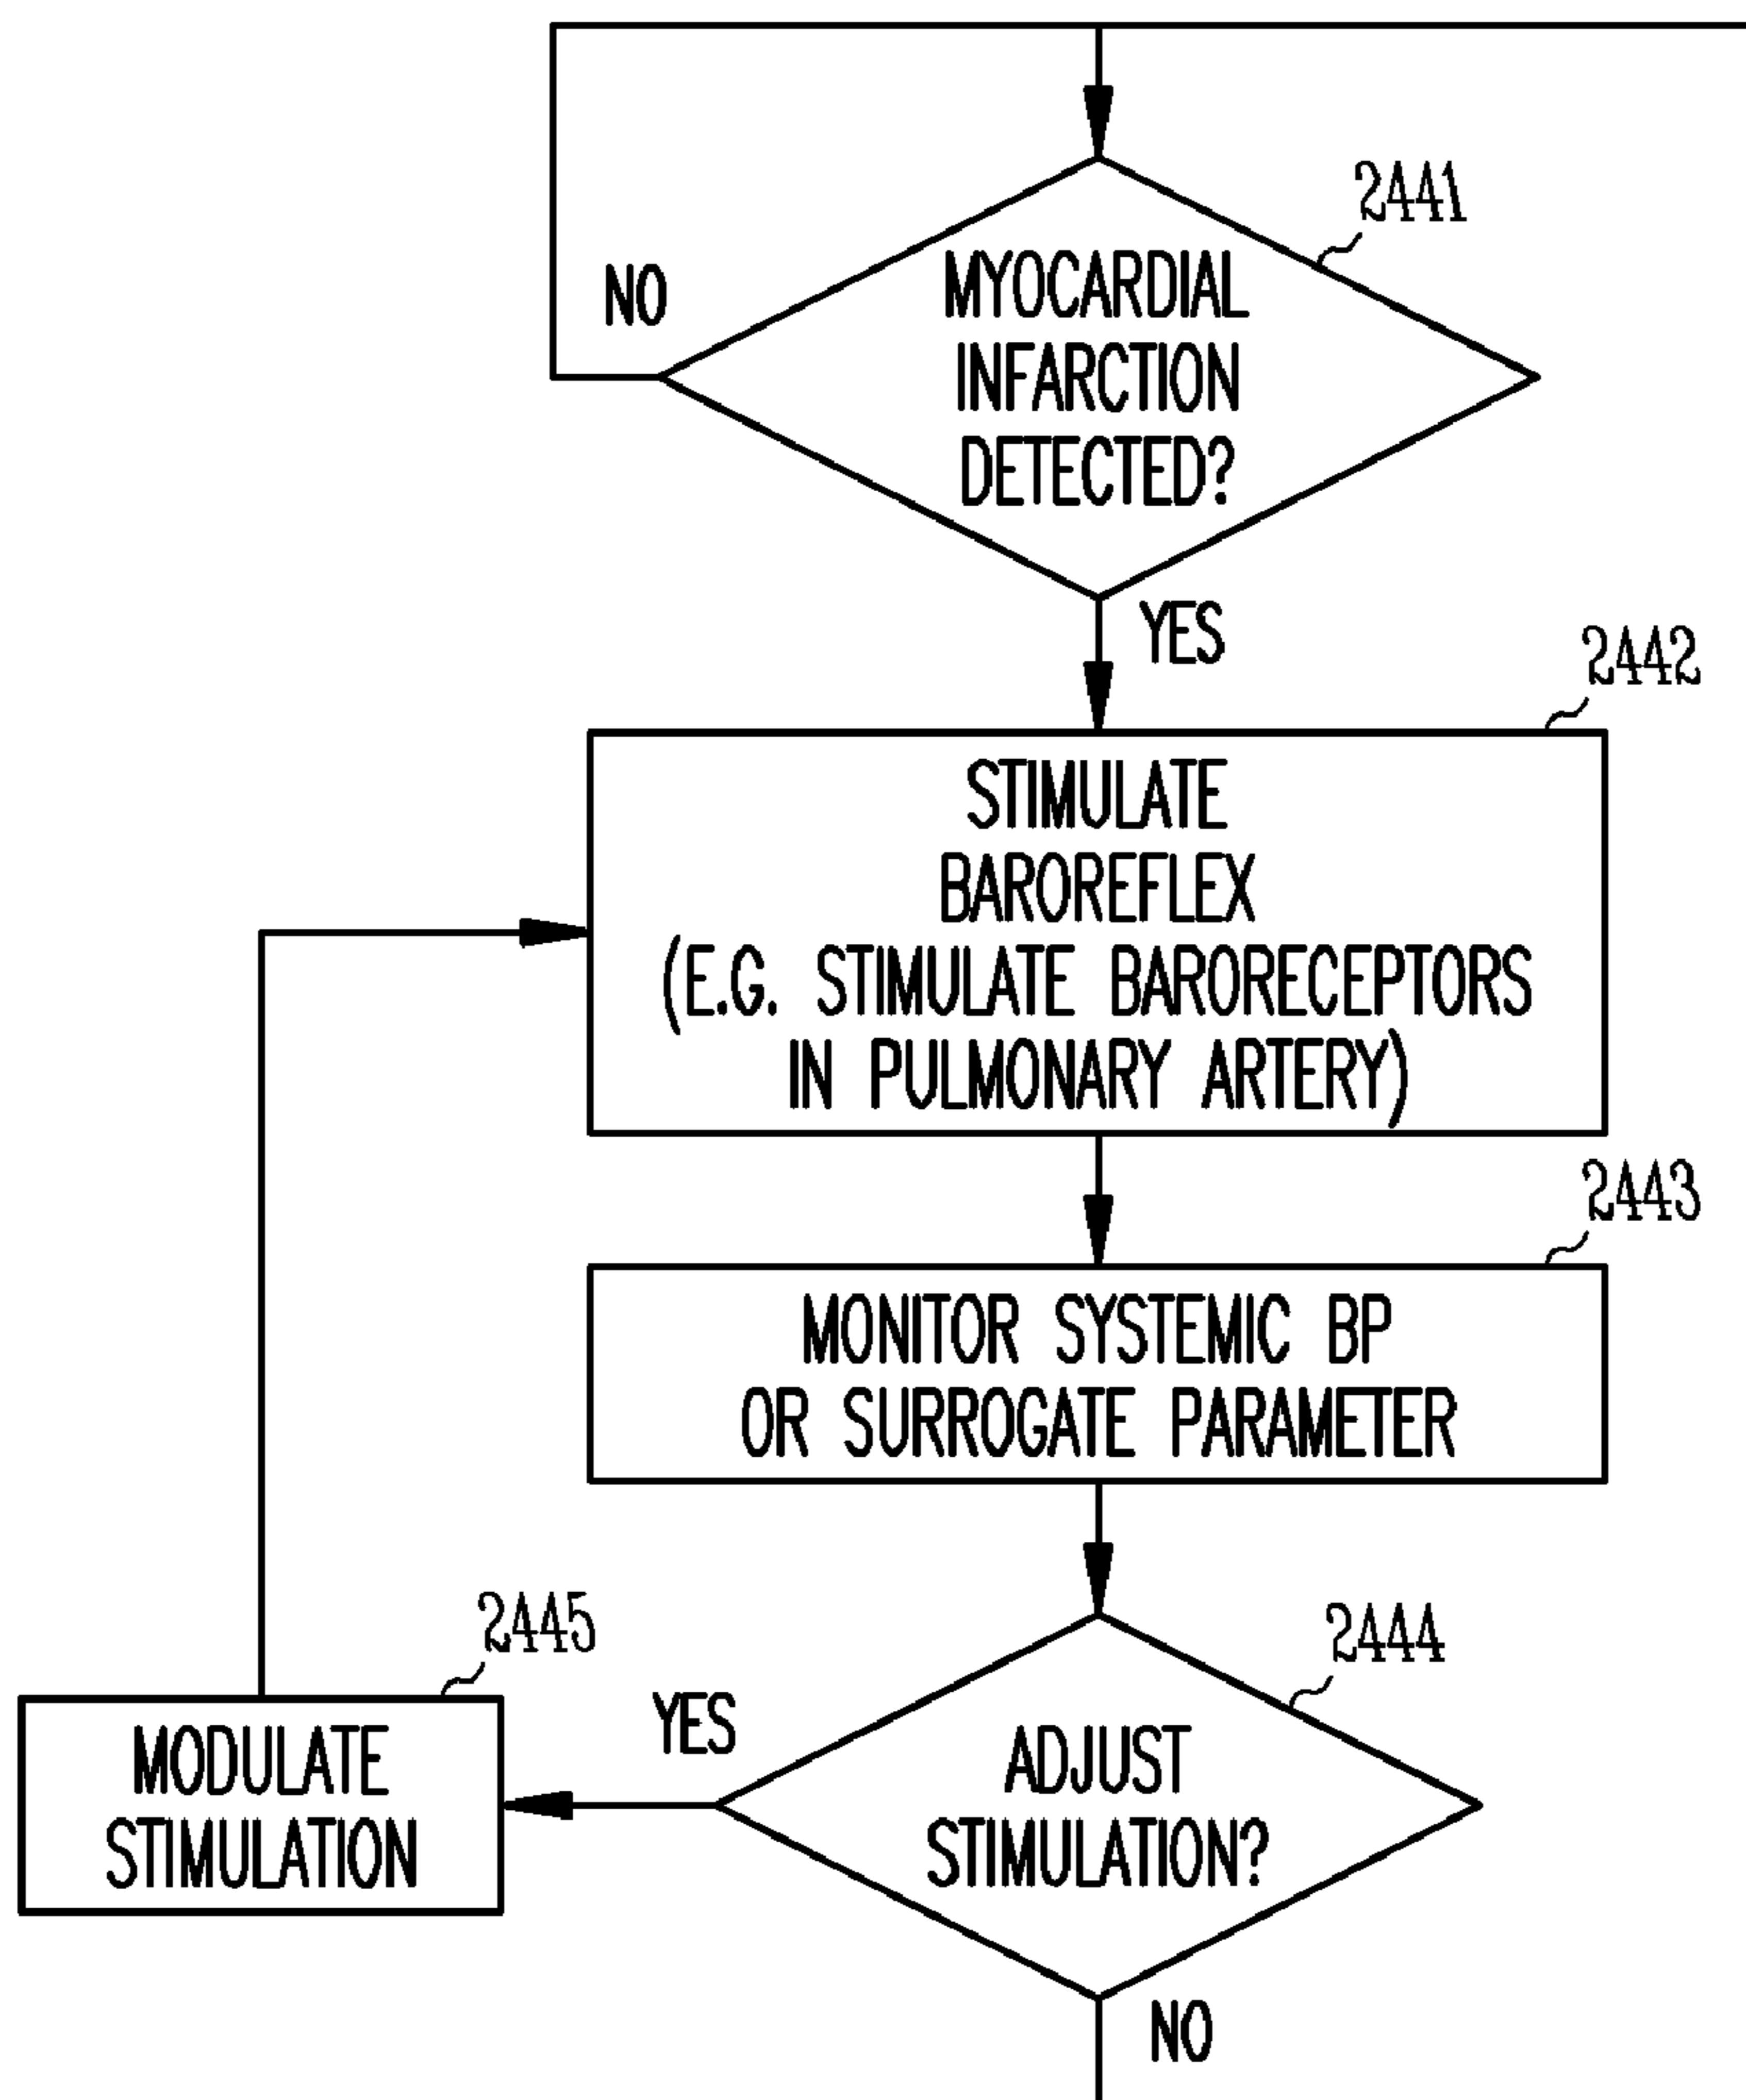 2441
MYOCARDIAL
INFARCTION
DETECTED?
NO
YES
2442
STIMULATE
BAROREFLEX
(E.G. STIMULATE BARORECEPTORS
IN PULMONARY ARTERY)
2443
MONITOR SYSTEMIC BP
OR SURROGATE PARAMETER
2444
ADJUST
STIMULATION?
YES
2445
MODULATE
STIMULATION
NO